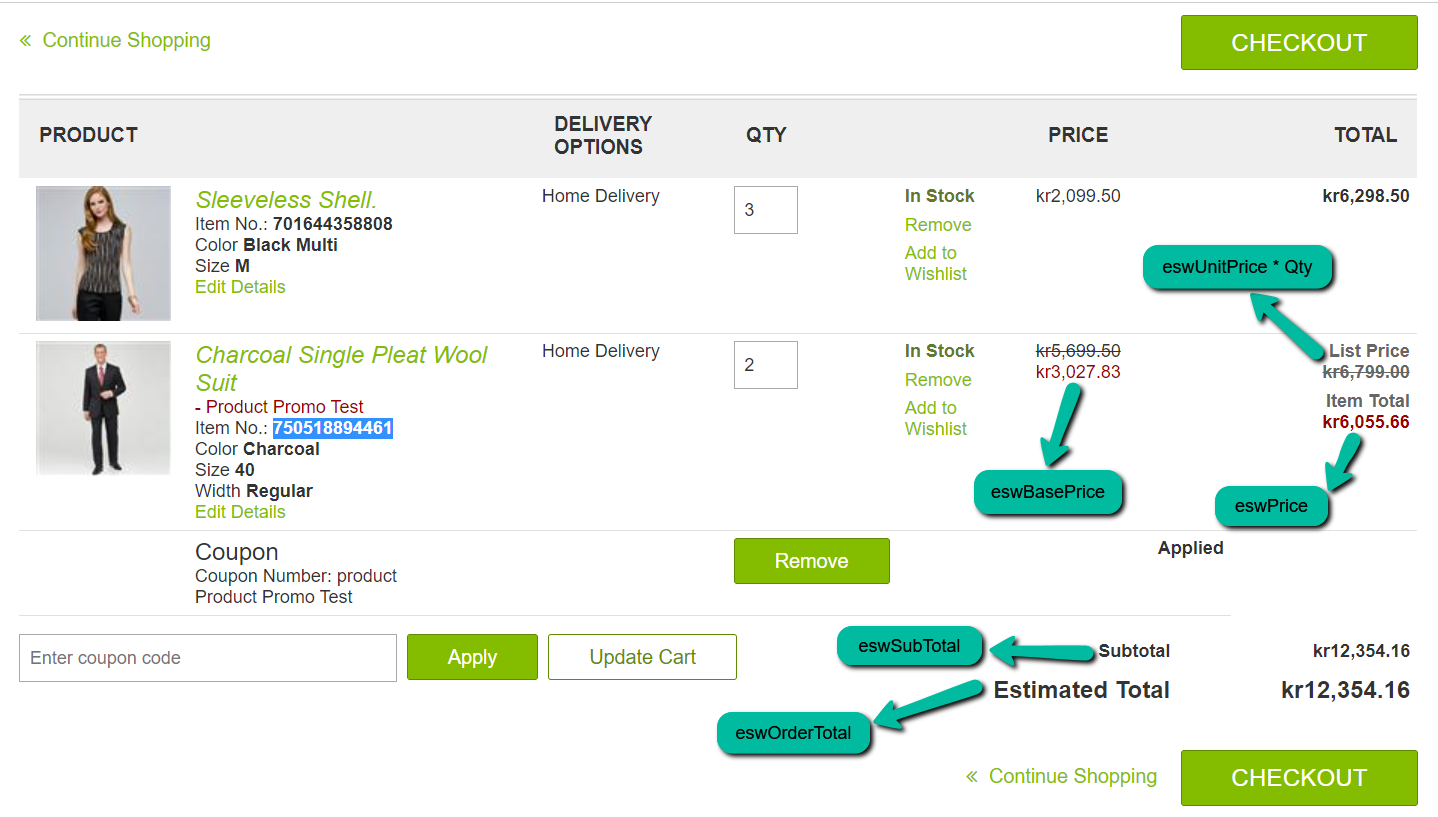 « Continue Shopping
CHECKOUT
PRODUCT
DELIVERY
OPTIONS
QTY
PRICE
TOTAL
Sleeveless Shell.
Item No.: 701644358808
Color Black Multi
Size M
Edit Details
Home Delivery
3
In Stock
Remove
Add to
Wishlist
kr2,099.50
kr6,298.50
eswUnitPrice * Qty
Charcoal Single Pleat Wool
Suit
- Product Promo Test
Item No.: 750518894461
Color Charcoal
Size 40
Width Regular
Edit Details
Home Delivery
2
In Stock
Remove
Add to
Wishlist
kr5,699.50
kr3,027.83
List Price
kr6,799.00
Item Total
kr6,055.66
eswBasePrice
eswPrice
Coupon
Coupon Number: product
Product Promo Test
Remove
Applied
Enter coupon code
Apply
Update Cart
eswSubTotal
Subtotal
kr12,354.16
Estimated Total
kr12,354.16
eswOrderTotal
« Continue Shopping
CHECKOUT